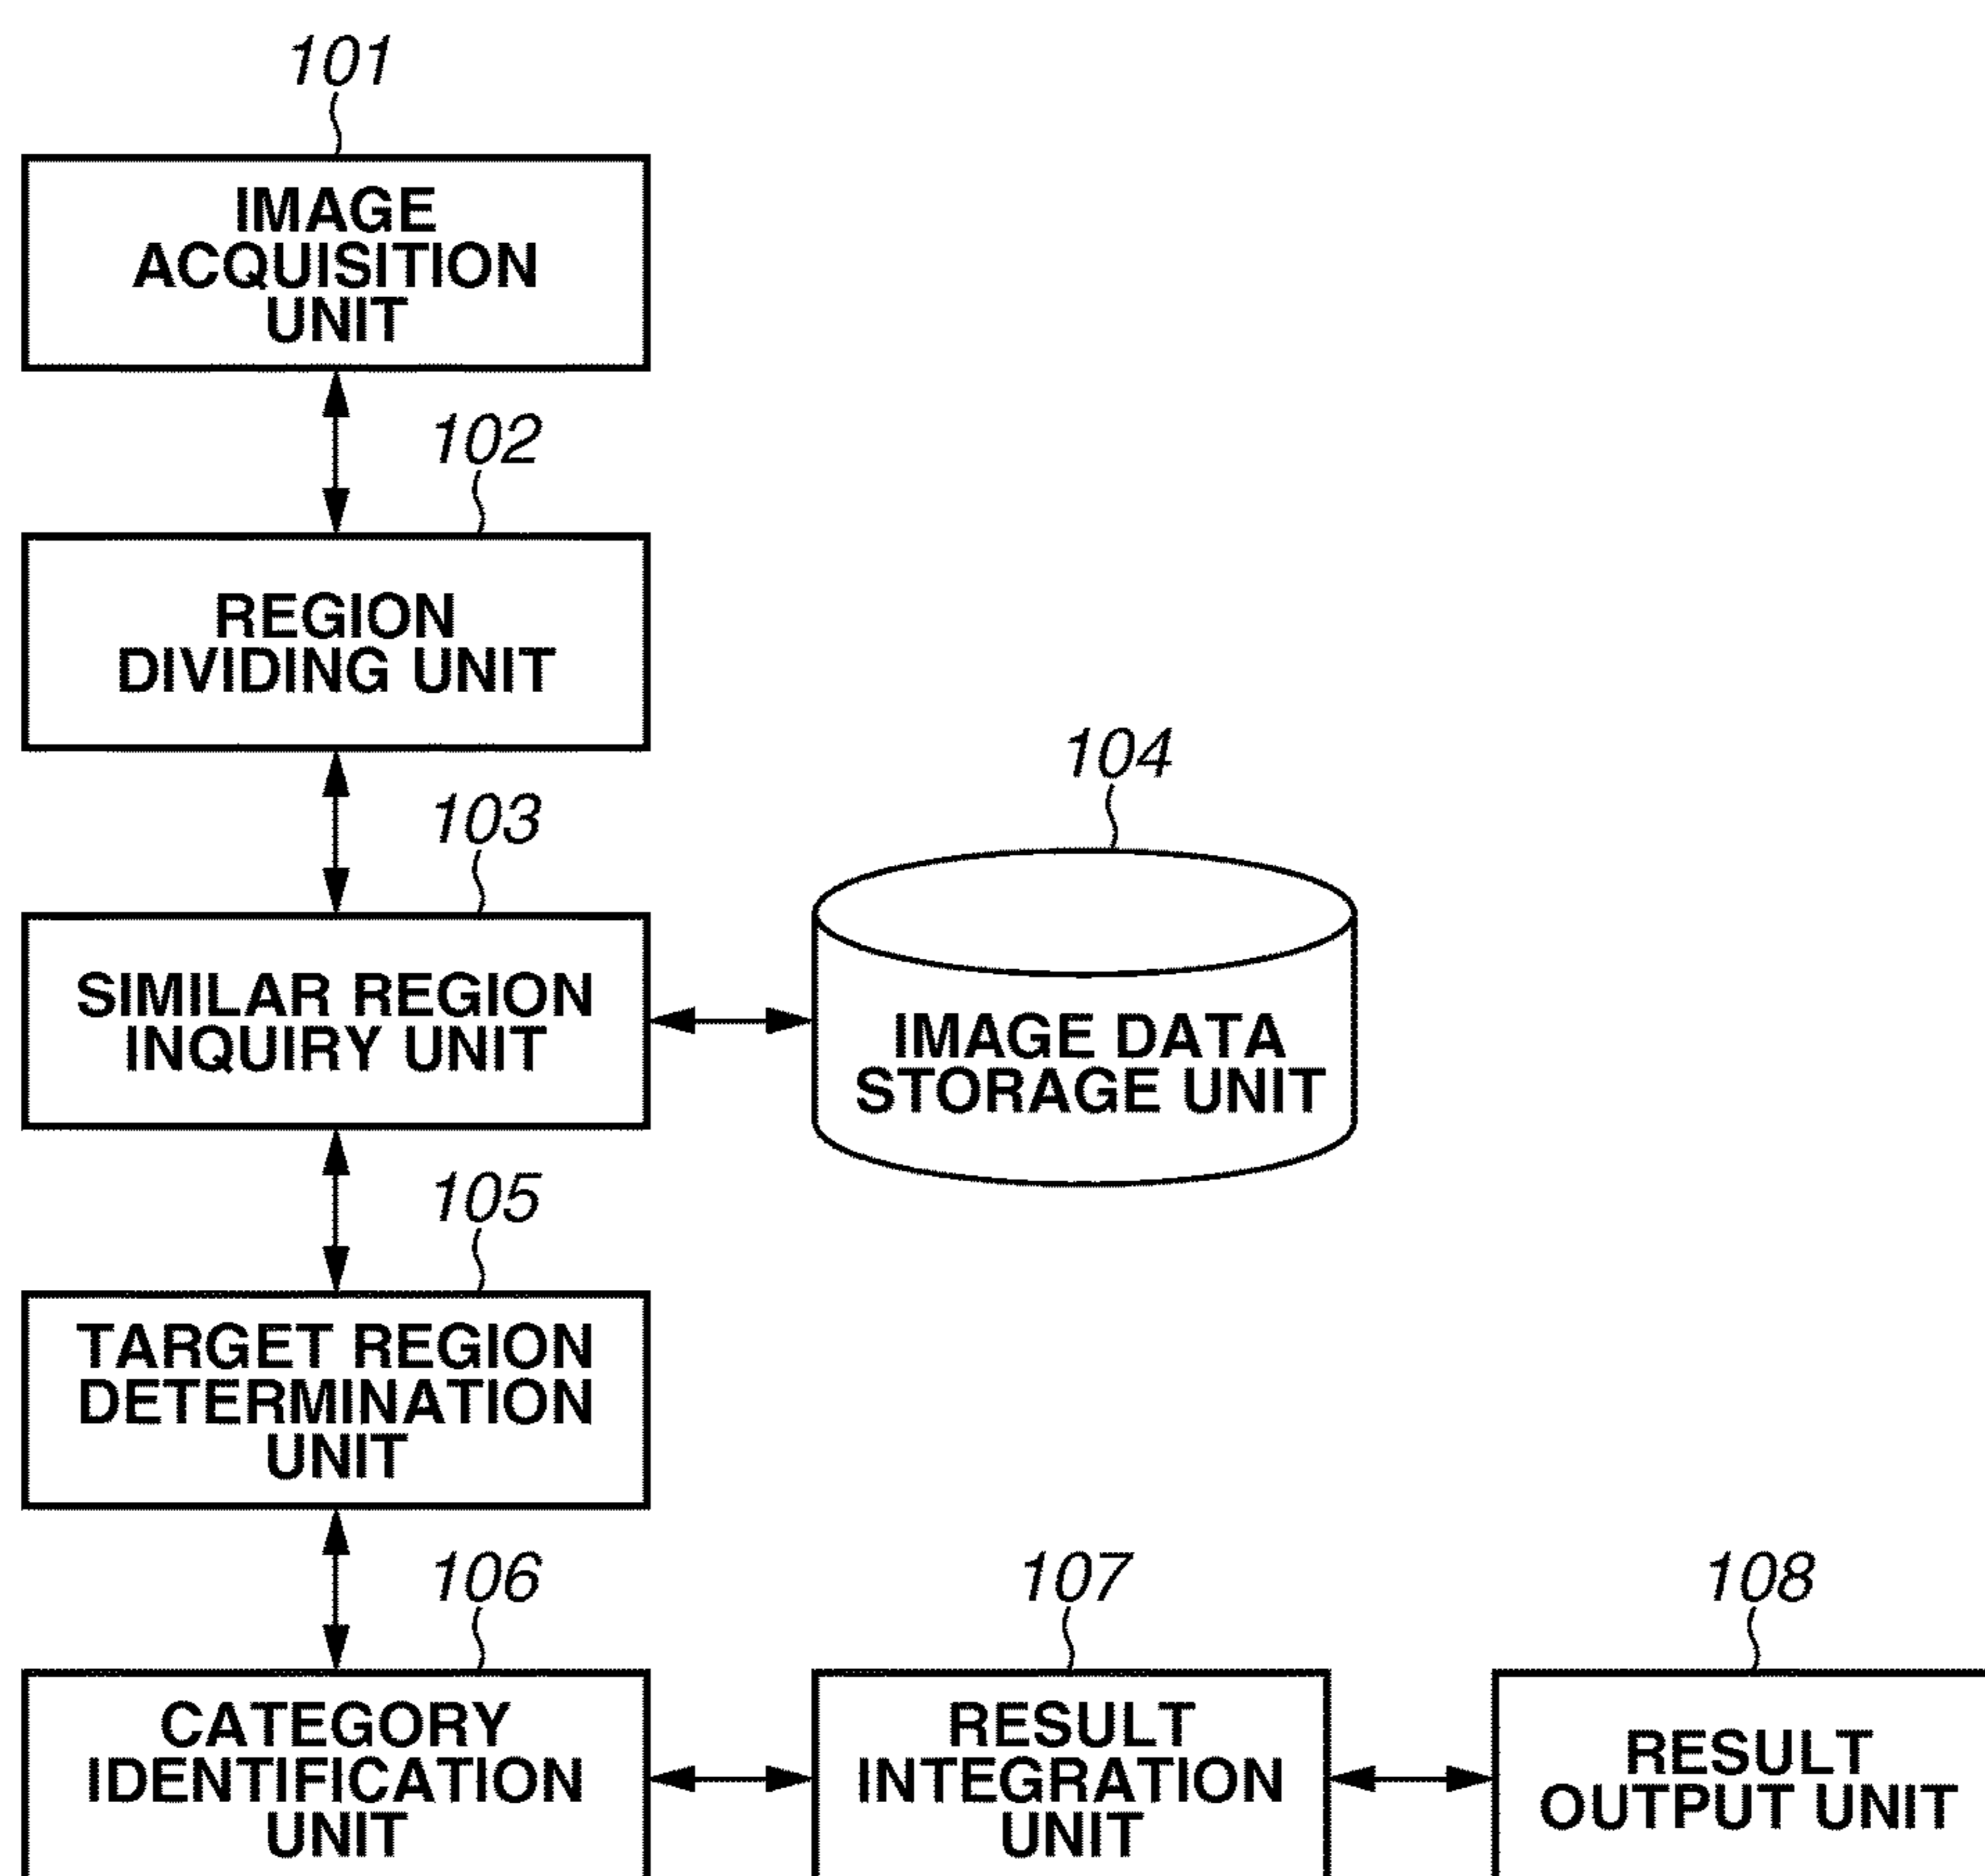 101
IMAGE
ACQUISITION
UNIT
102
REGION
DIVIDING UNIT
103
SIMILAR REGION
INQUIRY UNIT
104
IMAGE DATA
STORAGE UNIT
105
TARGET REGION
DETERMINATION
UNIT
106
CATEGORY
IDENTIFICATION
UNIT
107
RESULT
INTEGRATION
UNIT
108
RESULT
OUTPUT UNIT